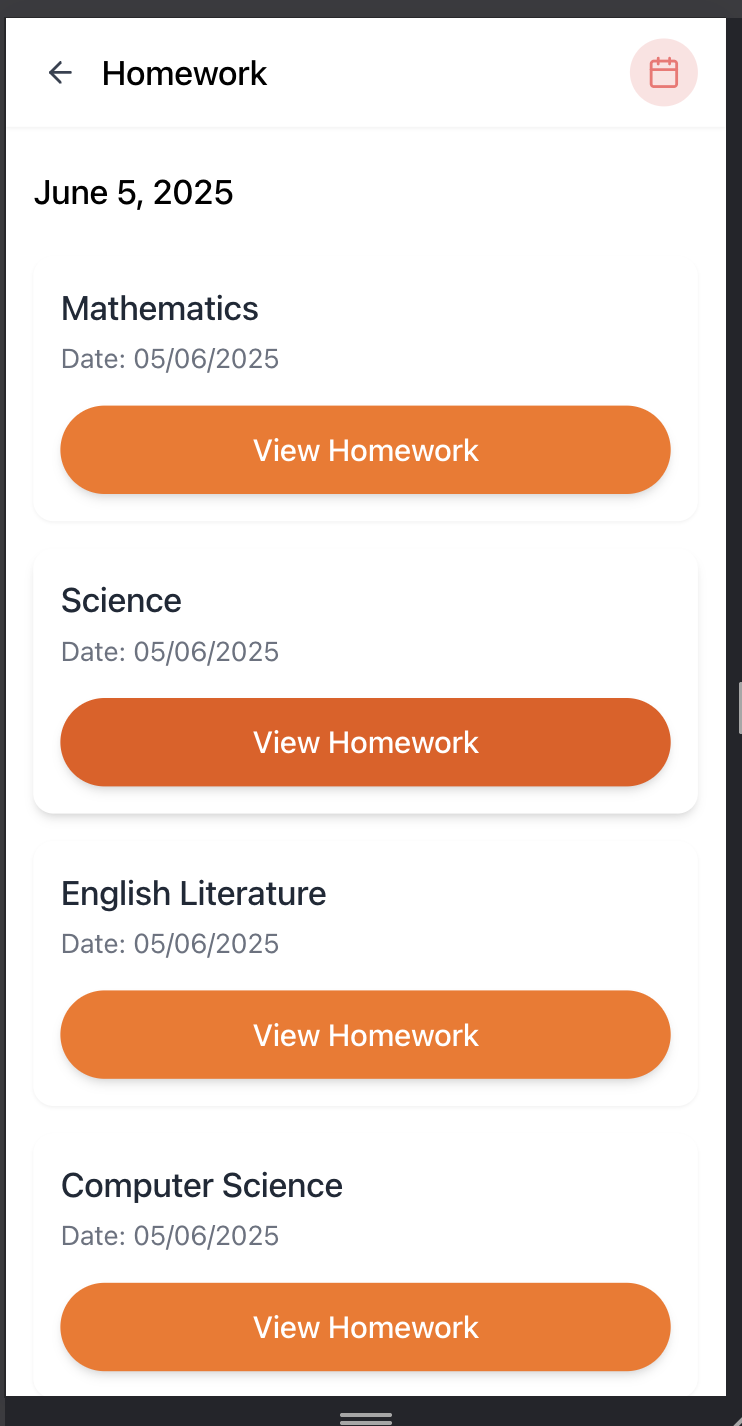 Homework
June 5, 2025
Mathematics
Date: 05/06/2025
View Homework
Science
Date: 05/06/2025
View Homework
English Literature
Date: 05/06/2025
View Homework
Computer Science
Date: 05/06/2025
View Homework